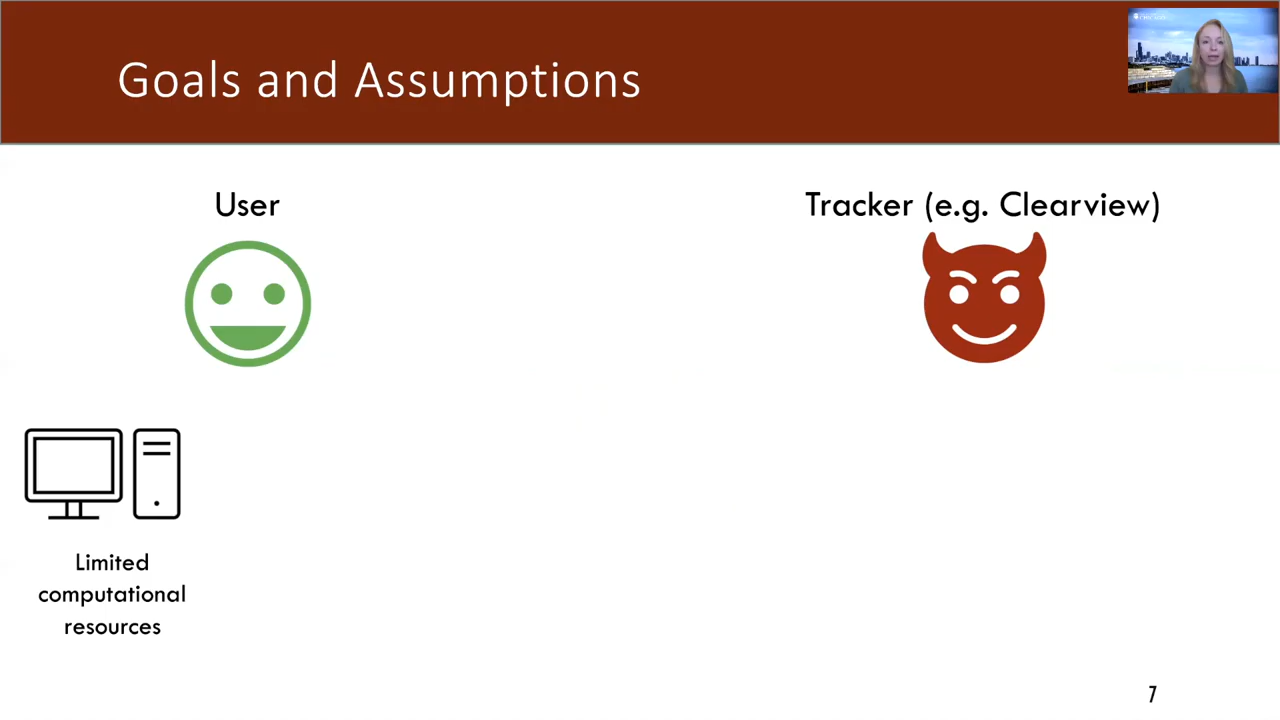 Goals and Assumptions
User
Tracker (e.g. Clearview)
Limited
computational
resources
7